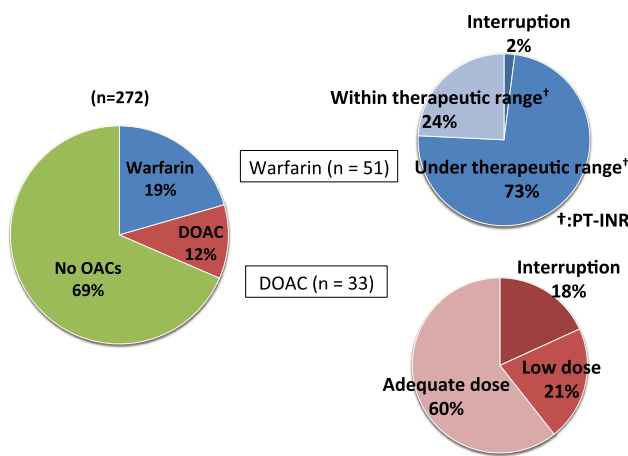 (n=272)
Warfarin
19%
DOAC
12%
No OACs
69%
Warfarin (n = 51)
DOAC (n = 33)
Interruption
2%
Within therapeutic range†
24%
Under therapeutic range†
73%
†:PT-INR
Interruption
18%
Low dose
21%
Adequate dose
60%